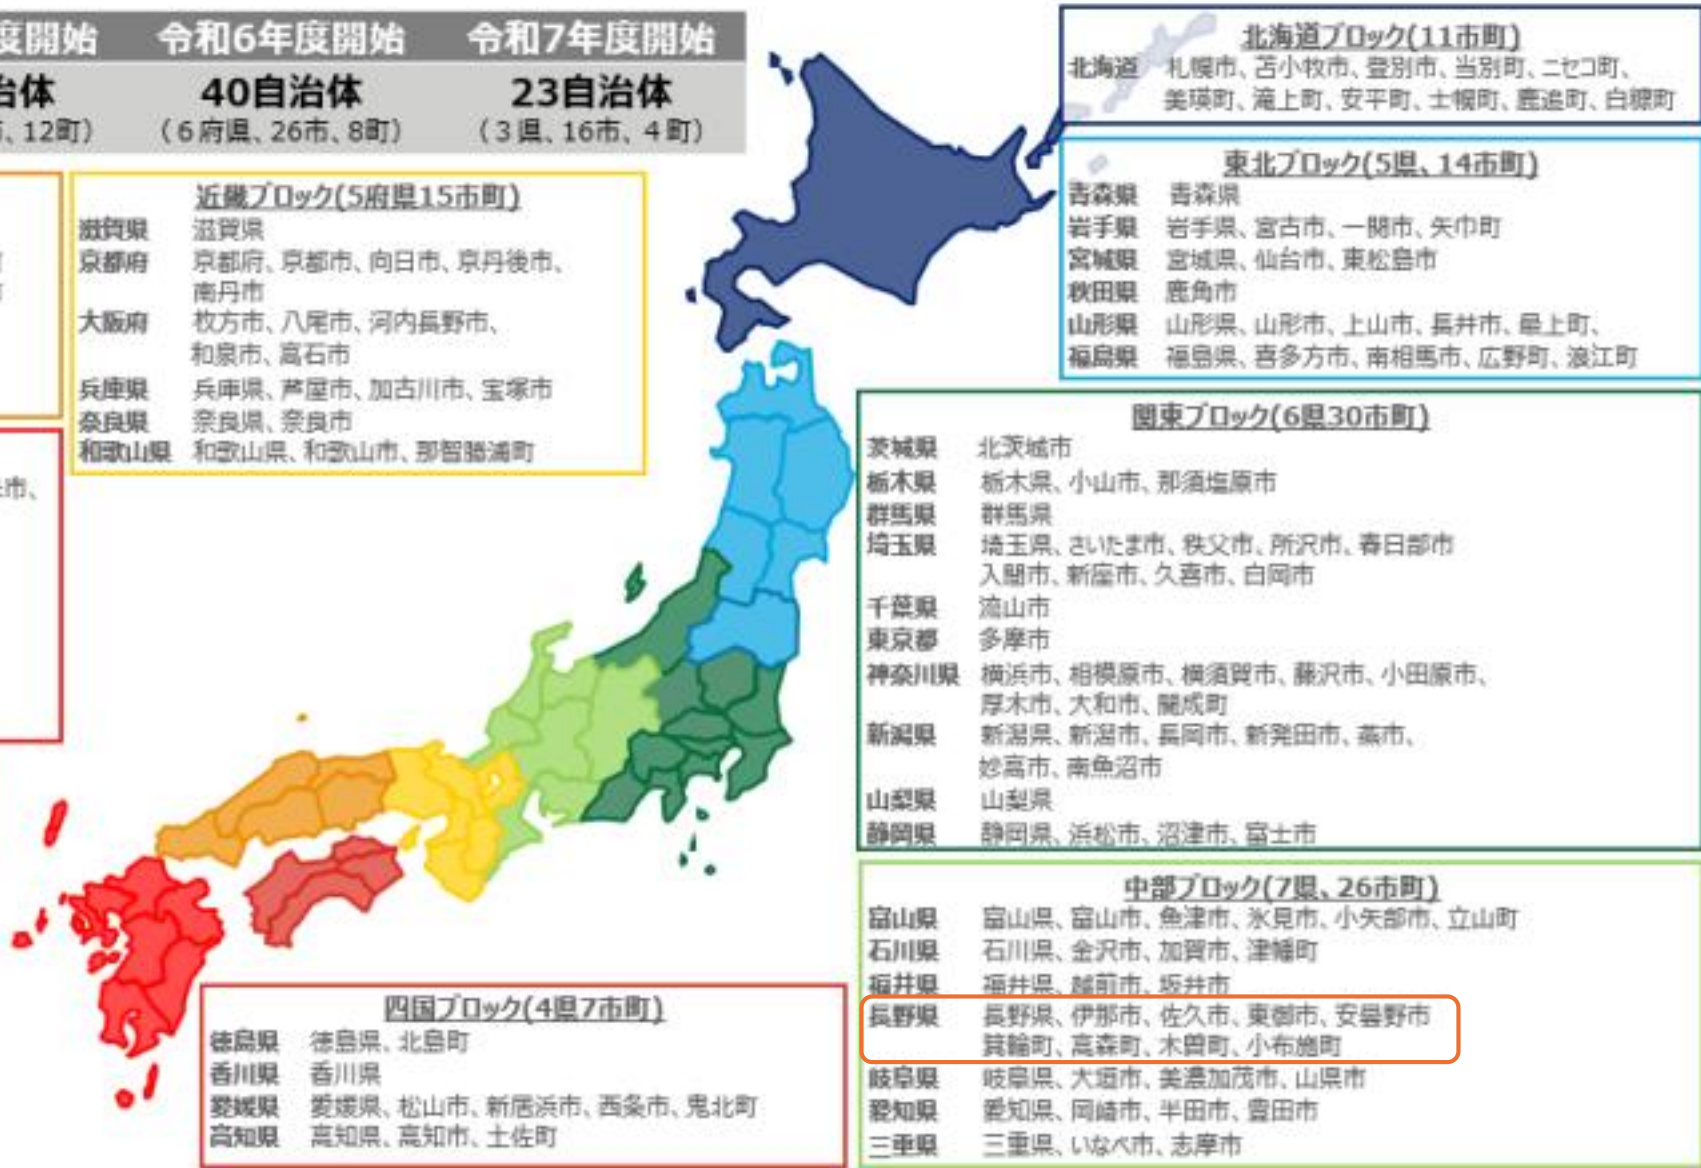 度開始 令和6年度開始 令和7年度開始
治体 40自治体 23自治体
、12町） （6府県、26市、8町） （3県、16市、4町）
北海道ブロック(11市町)
北海道 札幌市、苫小牧市、登別市、当別町、ニセコ町、
美瑛町、滝上町、安平町、士幌町、鹿追町、白糠町
東北ブロック(5県、14市町)
青森県 青森県
岩手県 岩手県、宮古市、一関市、矢巾町
宮城県 宮城県、仙台市、東松島市
秋田県 鹿角市
山形県 山形県、山形市、上山市、長井市、最上町、
福島県 福島県、喜多方市、南相馬市、広野町、浪江町
近畿ブロック(5府県15市町)
滋賀県 滋賀県
京都府 京都府、京都市、向日市、京丹後市、
南丹市
大阪府 枚方市、八尾市、河内長野市、
和泉市、高石市
兵庫県 兵庫県、芦屋市、加古川市、宝塚市
奈良県 奈良県、奈良市
和歌山県 和歌山県、和歌山市、那智勝浦町
市、
関東ブロック(6県30市町)
茨城県 北茨城市
栃木県 栃木県、小山市、那須塩原市
群馬県 群馬県
埼玉県 埼玉県、さいたま市、秩父市、所沢市、春日部市
入間市、新座市、久喜市、白岡市
千葉県 流山市
東京都 多摩市
神奈川県 横浜市、相模原市、横須賀市、藤沢市、小田原市、
厚木市、大和市、開成町
新潟県 新潟県、新潟市、長岡市、新発田市、燕市、
妙高市、南魚沼市
山梨県 山梨県
静岡県 静岡県、浜松市、沼津市、富士市
中部ブロック(7県、26市町)
富山県 富山県、富山市、魚津市、氷見市、小矢部市、立山町
石川県 石川県、金沢市、加賀市、津幡町
福井県 福井県、越前市、坂井市
長野県 長野県、伊那市、佐久市、東御市、安曇野市
箕輪町、高森町、木曽町、小布施町
岐阜県 岐阜県、大垣市、美濃加茂市、山県市
愛知県 愛知県、岡崎市、半田市、豊田市
三重県 三重県、いなべ市、志摩市
四国ブロック(4県7市町)
徳島県 徳島県、北島町
香川県 香川県
愛媛県 愛媛県、松山市、新居浜市、西条市、鬼北町
高知県 高知県、高知市、土佐町